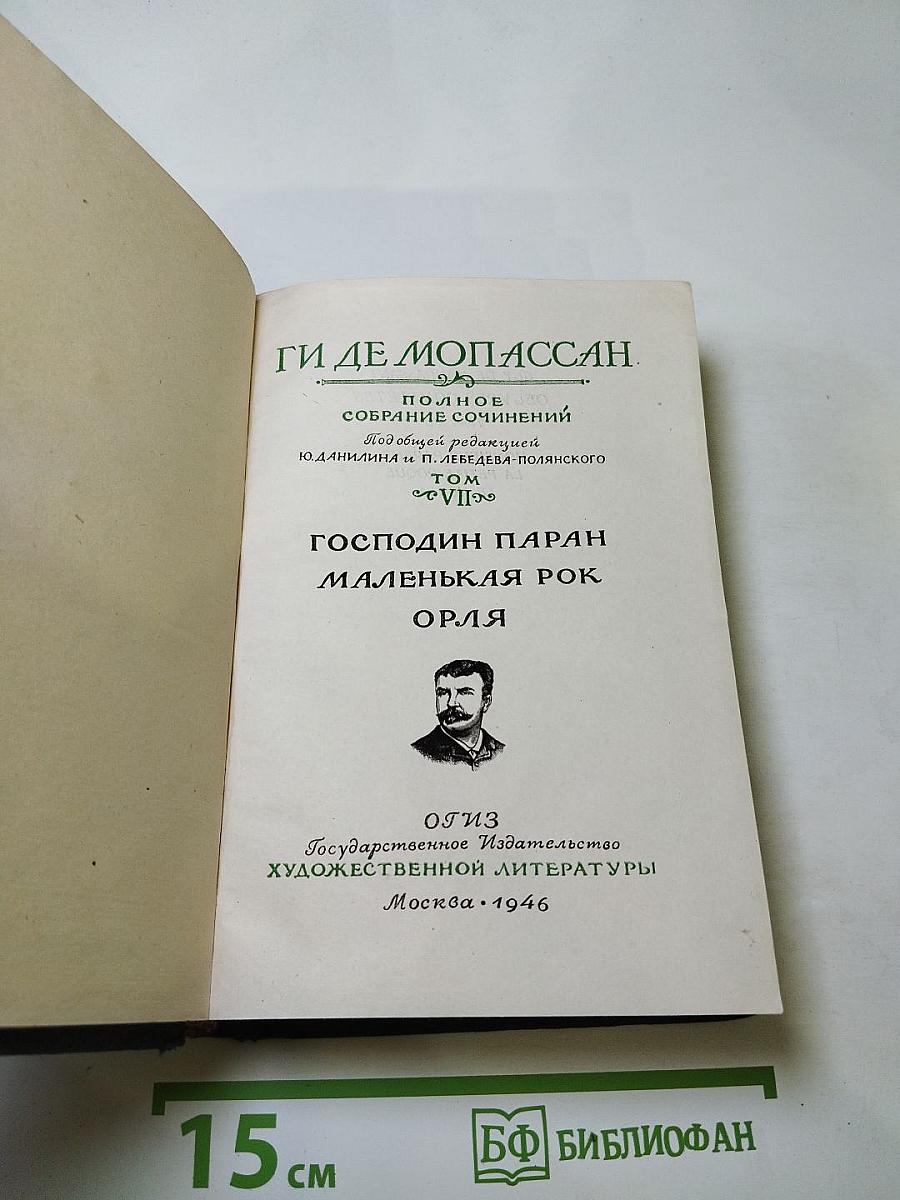 ГИ ДЕ МОПАССАН
ПОЛНОЕ
СОБРАНИЕ СОЧИНЕНИЙ
Под общей редакцией
Ю. ДАНИЛИНА и П. ЛЕБЕДЕВА-ПОЛЯНСКОГО
ТОМ
VII
ГОСПОДИН ПАРАН
МАЛЕНЬКАЯ РОК
ОРЛЯ
ОГИЗ
Государственное Издательство
ХУДОЖЕСТВЕННОЙ ЛИТЕРАТУРЫ
Москва • 1946
15 см
БФ БИБЛИОФАН